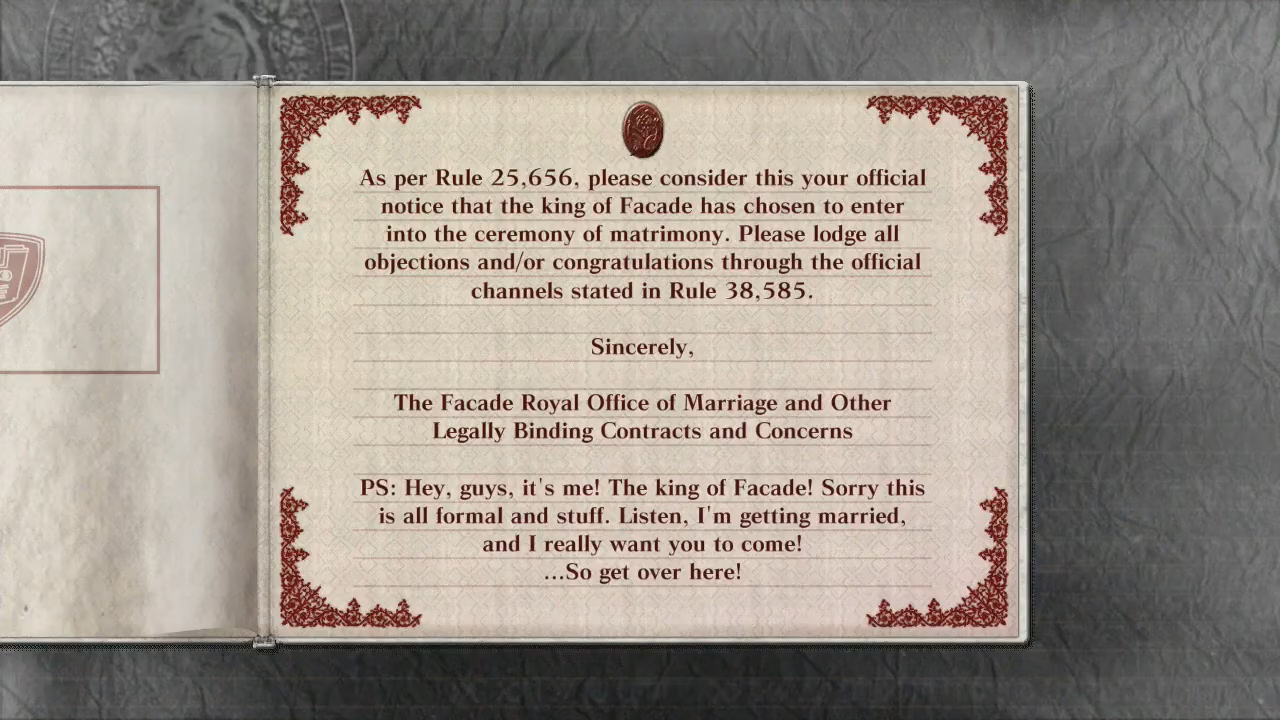 As per Rule 25,656, please consider this your official
notice that the king of Facade has chosen to enter
into the ceremony of matrimony. Please lodge all
objections and/or congratulations through the official
channels stated in Rule 38,585.
Sincerely,
The Facade Royal Office of Marriage and Other
Legally Binding Contracts and Concerns
PS: Hey, guys, it's me! The king of Facade! Sorry this
is all formal and stuff. Listen, I'm getting married,
and I really want you to come!
...So get over here!